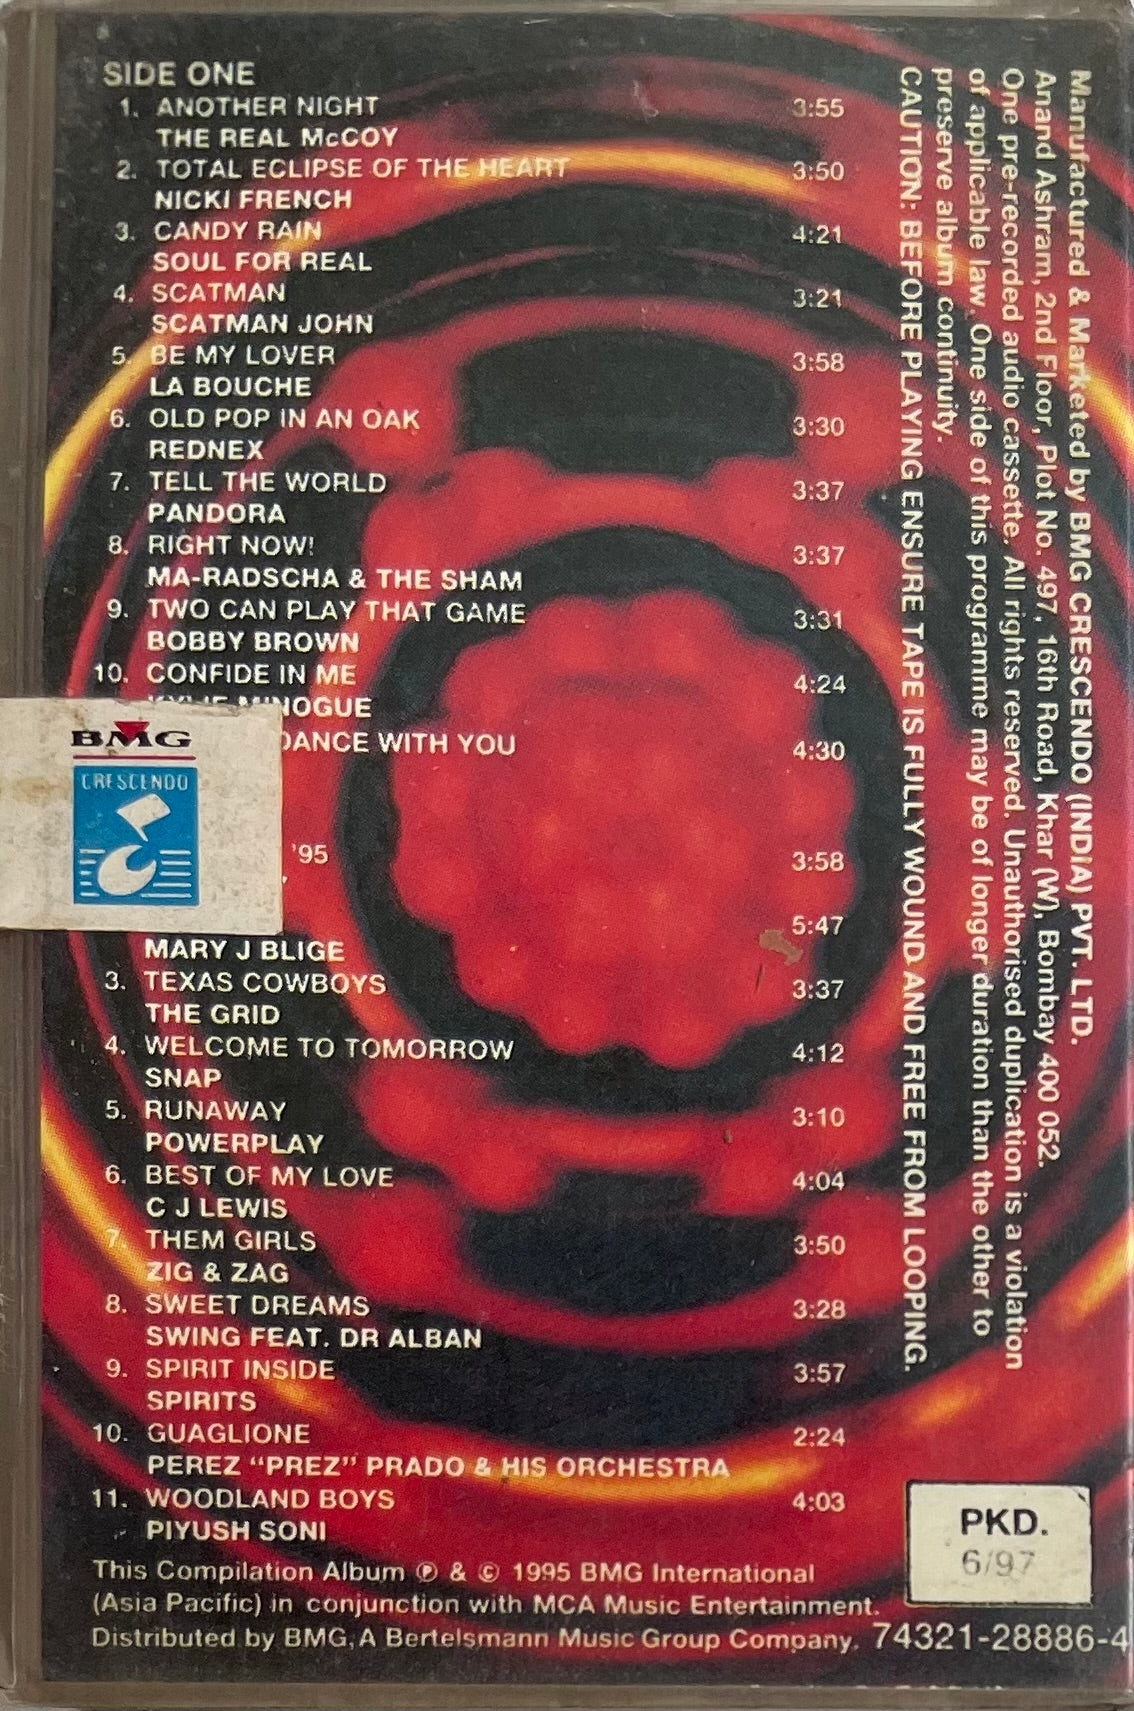 SIDE ONE
1. ANOTHER NIGHT 3:55
THE REAL McCOY
2. TOTAL ECLIPSE OF THE HEART 3:50
NICKI FRENCH
3. CANDY RAIN 4:21
SOUL FOR REAL
4. SCATMAN 3:21
SCATMAN JOHN
5. BE MY LOVER 3:58
LA BOUCHE
6. OLD POP IN AN OAK 3:30
REDNEX
7. TELL THE WORLD 3:37
PANDORA
8. RIGHT NOW! 3:37
MA-RADSCHA & THE SHAM
9. TWO CAN PLAY THAT GAME 3:31
BOBBY BROWN
10. CONFIDE IN ME 4:24
KYLIE MINOGUE
DANCE WITH YOU 4:30
'95 3:58
5:47
MARY J BLIGE
3. TEXAS COWBOYS 3:37
THE GRID
4. WELCOME TO TOMORROW 4:12
SNAP
5. RUNAWAY 3:10
POWERPLAY
6. BEST OF MY LOVE 4:04
C J LEWIS
7. THEM GIRLS 3:50
ZIG & ZAG
8. SWEET DREAMS 3:28
SWING FEAT. DR ALBAN
9. SPIRIT INSIDE 3:57
SPIRITS
10. GUAGLIONE 2:24
PEREZ "PREZ" PRADO & HIS ORCHESTRA
11. WOODLAND BOYS 4:03
PIYUSH SONI
This Compilation Album ℗ & © 1995 BMG International
(Asia Pacific) in conjunction with MCA Music Entertainment.
Distributed by BMG, A Bertelsmann Music Group Company. 74321-28886-4
BMG
CRESCENDO
Manufactured & Marketed by BMG CRESCENDO (INDIA) PVT. LTD.
Anand Ashram, 2nd Floor, Plot No. 497, 16th Road, Khar (W), Bombay 400 052.
One pre-recorded audio cassette. All rights reserved. Unauthorised duplication is a violation
of applicable law. One side of this programme may be of longer duration than the other to
preserve album continuity.
CAUTION: BEFORE PLAYING ENSURE TAPE IS FULLY WOUND AND FREE FROM LOOPING.
PKD.
6/97